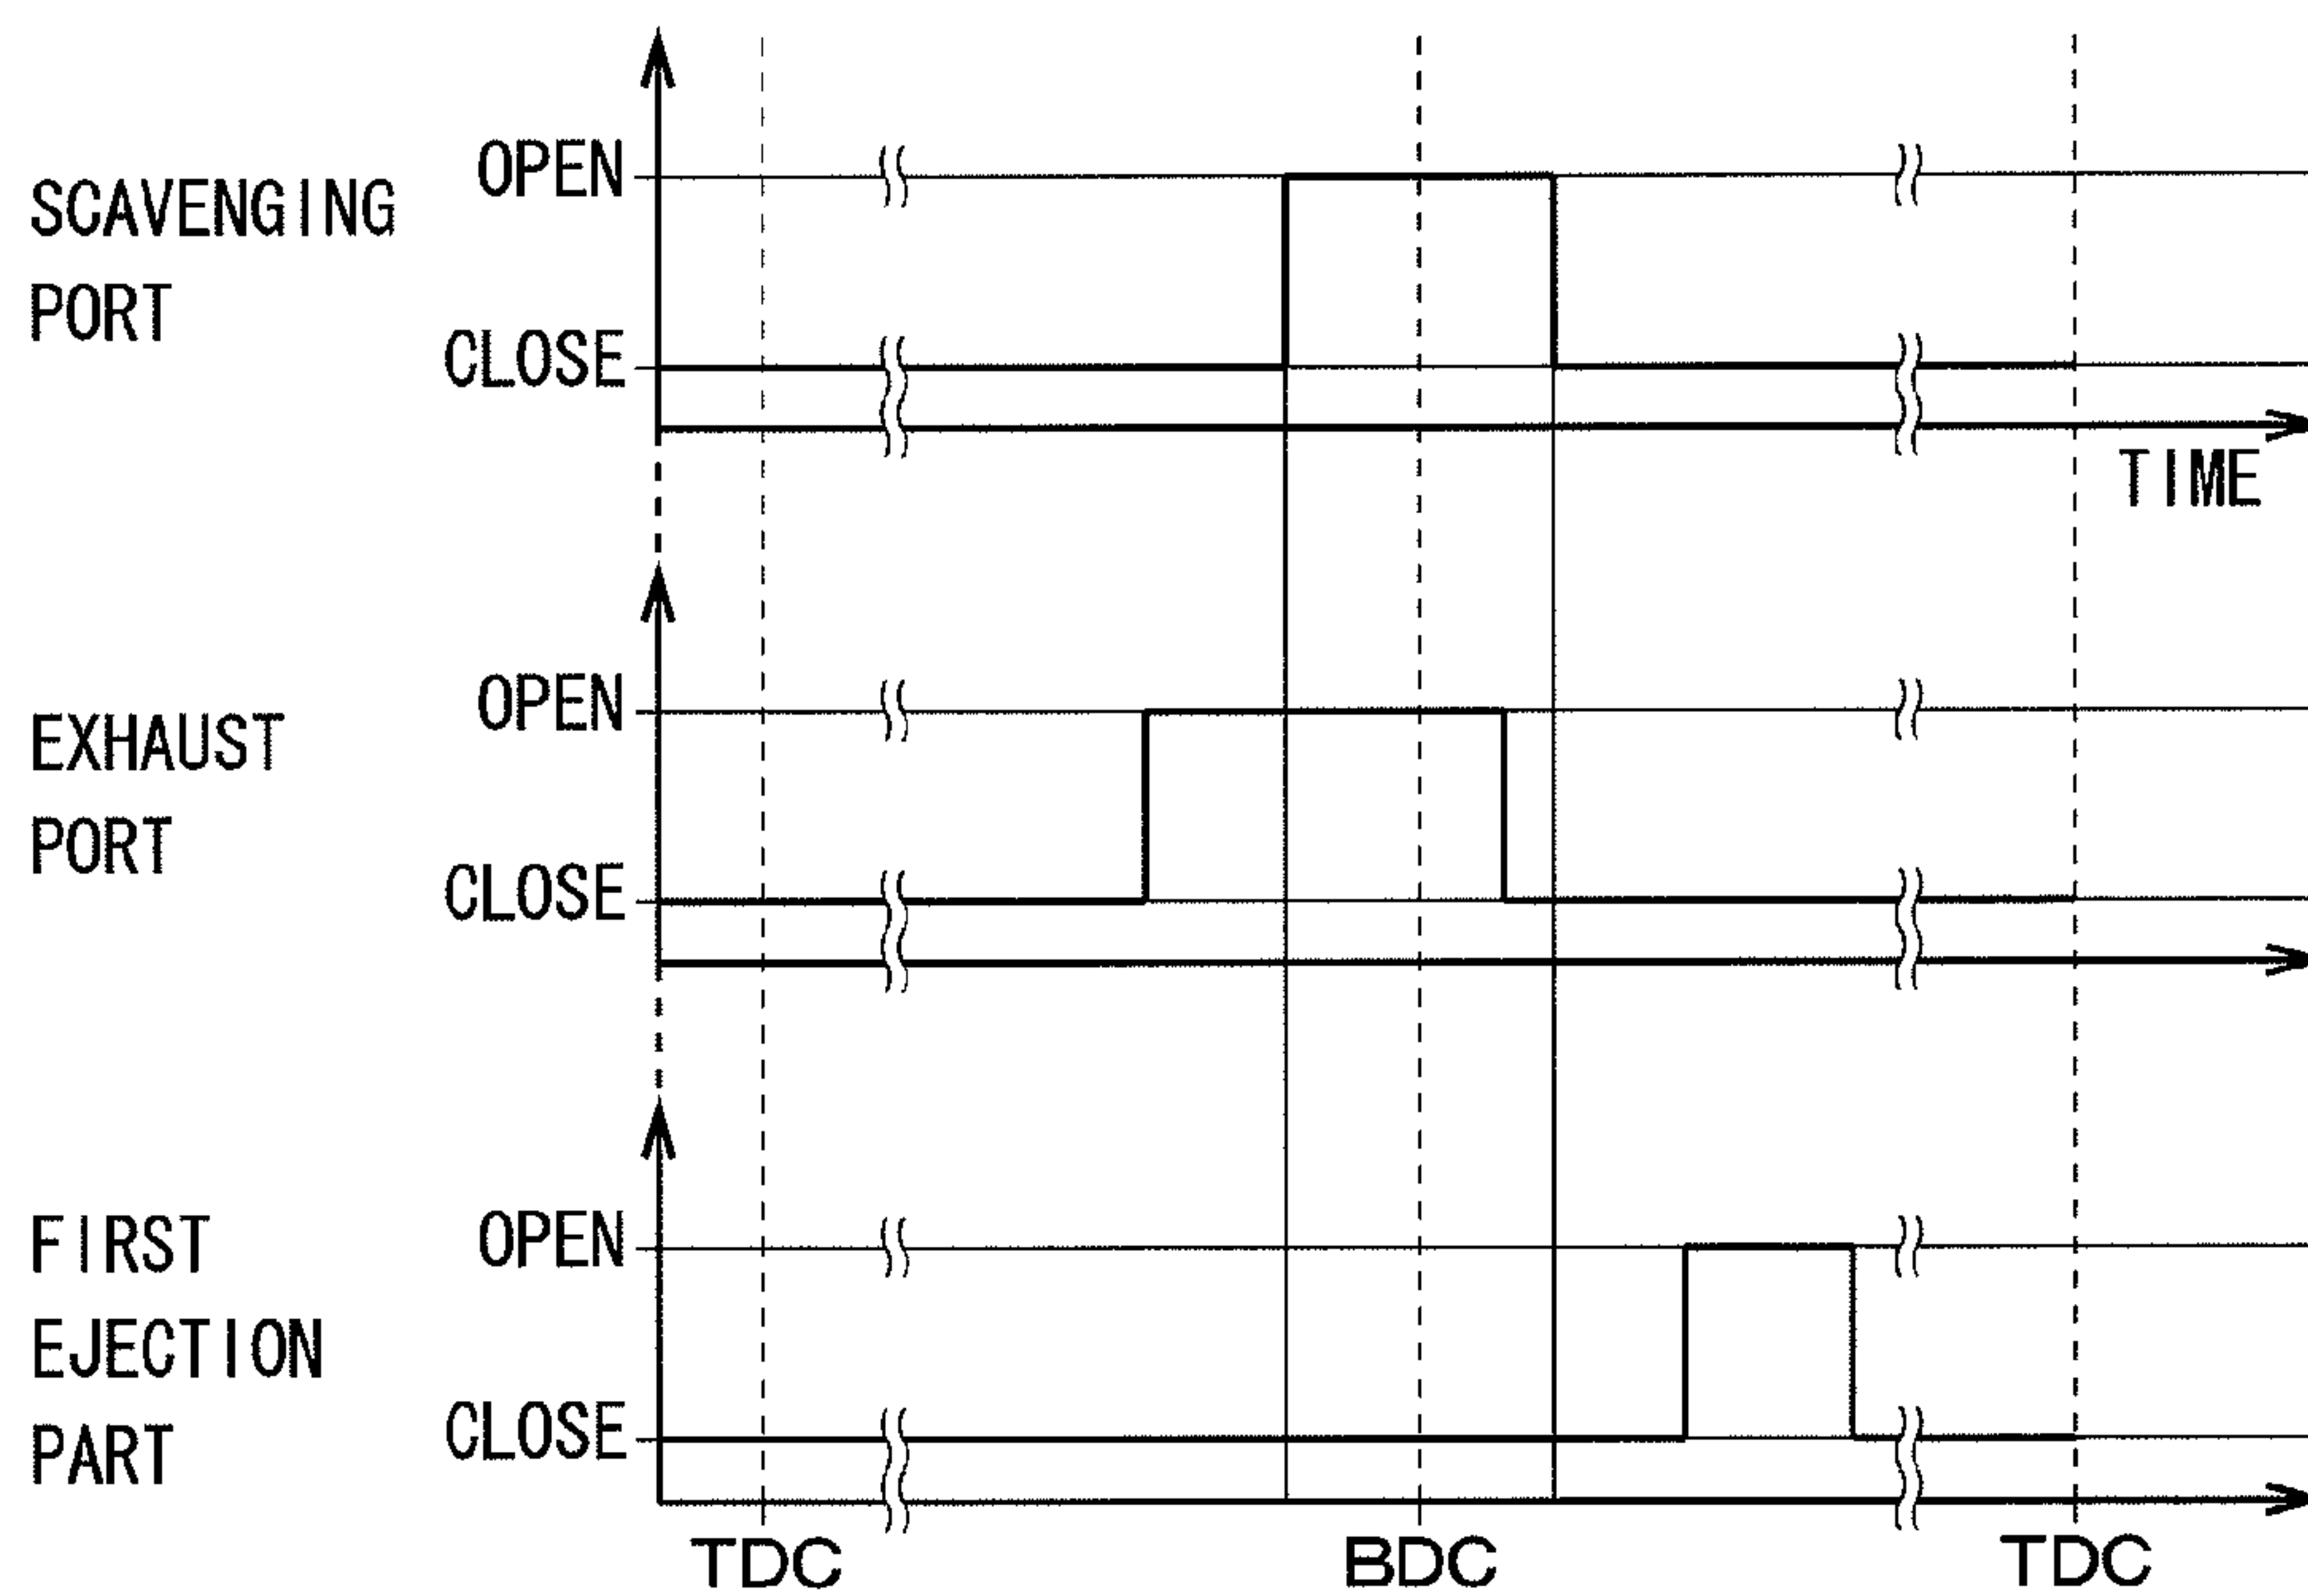 SCAVENGING
PORT
OPEN
CLOSE
TIME
EXHAUST
PORT
OPEN
CLOSE
FIRST
EJECTION
PART
OPEN
CLOSE
TDC
BDC
TDC